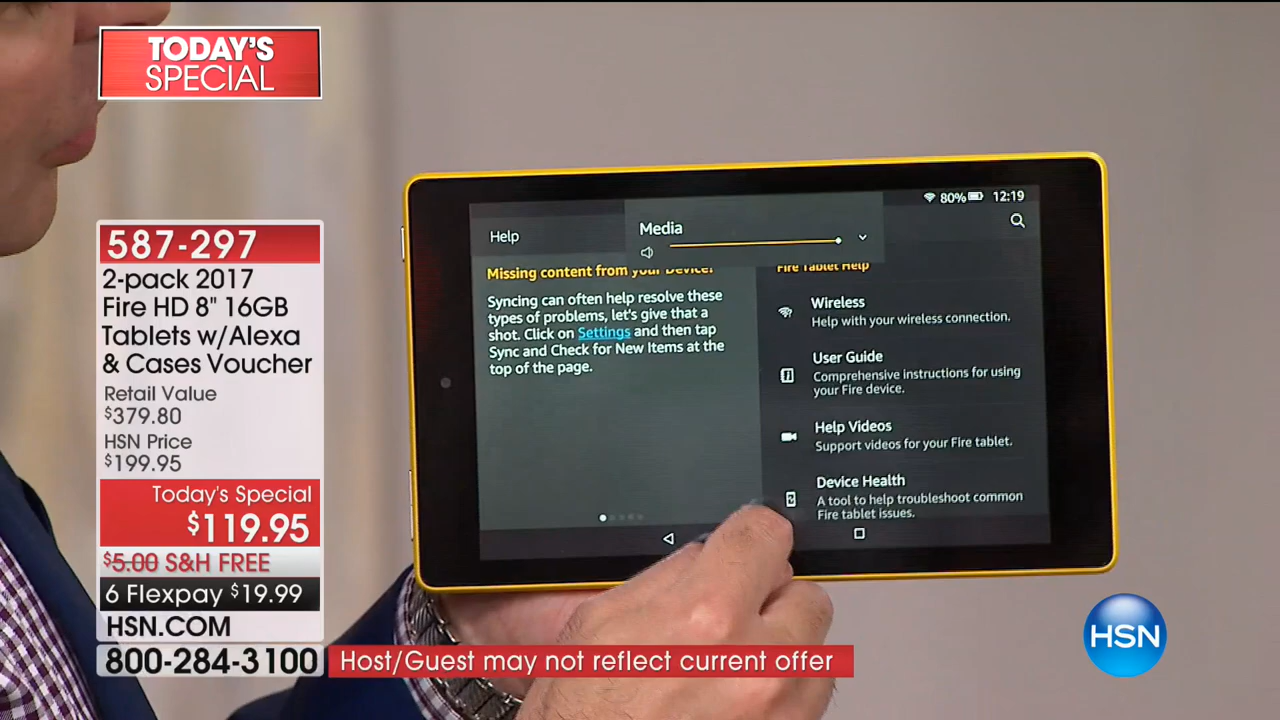 TODAY'S
SPECIAL
587-297
2-pack 2017
Fire HD 8" 16GB
Tablets w/Alexa
& Cases Voucher
Retail Value
$379.80
HSN Price
$199.95
Today's Special
$119.95
$5.00 S&H FREE
6 Flexpay $19.99
HSN.COM
800-284-3100
Host/Guest may not reflect current offer
HSN
80% 12:19
Help
Media
Missing content from your Device?
Syncing can often help resolve these
types of problems, let's give that a
shot. Click on Settings and then tap
Sync and Check for New Items at the
top of the page.
Fire Tablet Help
Wireless
Help with your wireless connection.
User Guide
Comprehensive instructions for using
your Fire device.
Help Videos
Support videos for your Fire tablet.
Device Health
A tool to help troubleshoot common
Fire tablet issues.